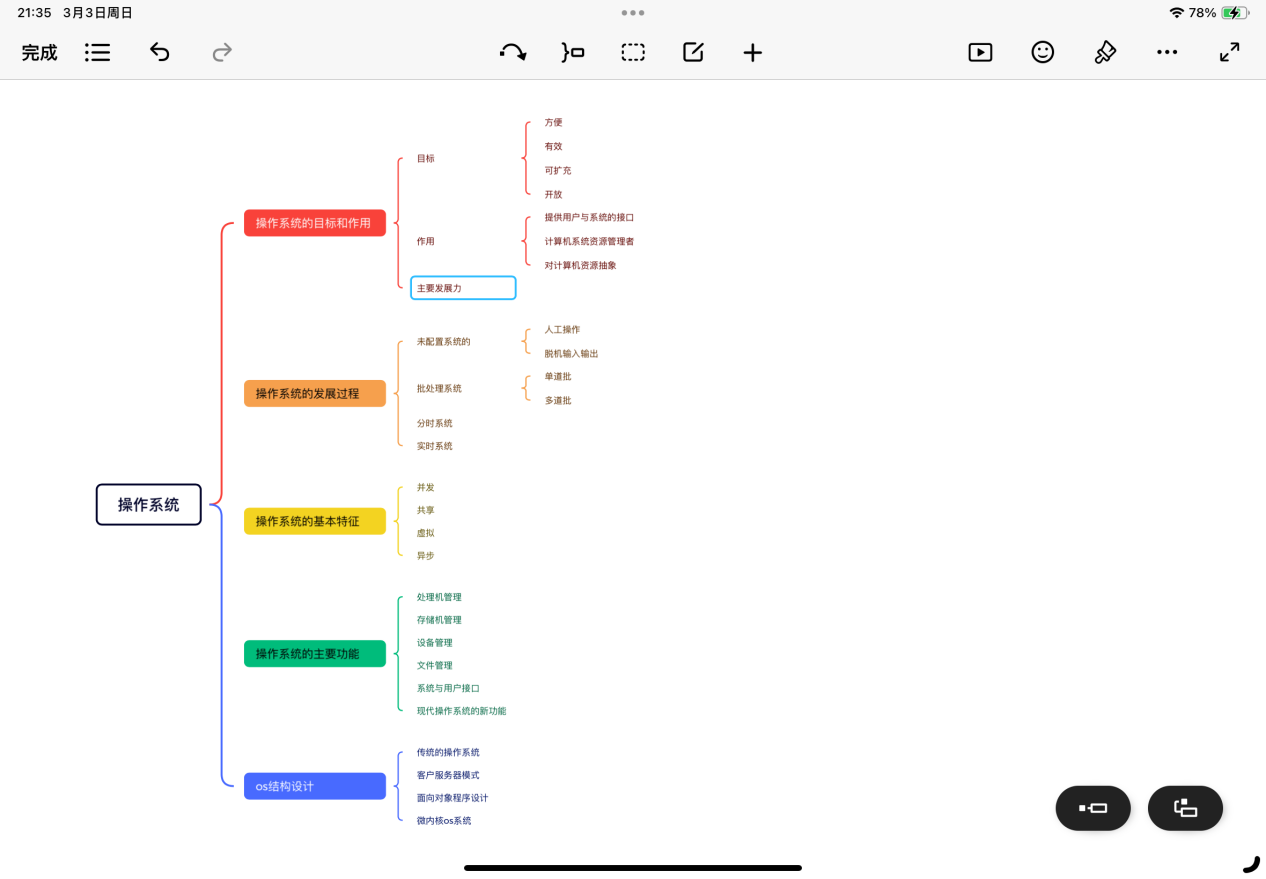 21:35 3月3日周日
78%
完成
操作系统
操作系统的目标和作用
目标
方便
有效
可扩充
开放
作用
提供用户与系统的接口
计算机系统资源管理者
对计算机资源抽象
主要发展力
操作系统的发展过程
未配置系统的
人工操作
脱机输入输出
批处理系统
单道批
多道批
分时系统
实时系统
操作系统的基本特征
并发
共享
虚拟
异步
操作系统的主要功能
处理机管理
存储机管理
设备管理
文件管理
系统与用户接口
现代操作系统的新功能
os结构设计
传统的操作系统
客户服务器模式
面向对象程序设计
微内核os系统